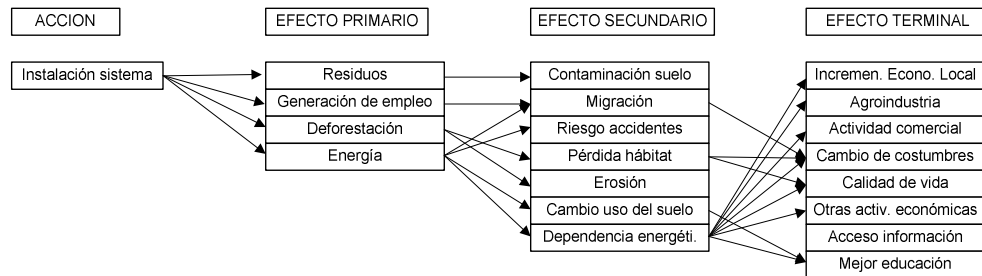 ACCION
EFECTO PRIMARIO
EFECTO SECUNDARIO
EFECTO TERMINAL
Instalación sistema
Residuos
Generación de empleo
Deforestación
Energía
Contaminación suelo
Migración
Riesgo accidentes
Pérdida hábitat
Erosión
Cambio uso del suelo
Dependencia energéti.
Incremen. Econo. Local
Agroindustria
Actividad comercial
Cambio de costumbres
Calidad de vida
Otras activ. económicas
Acceso información
Mejor educación